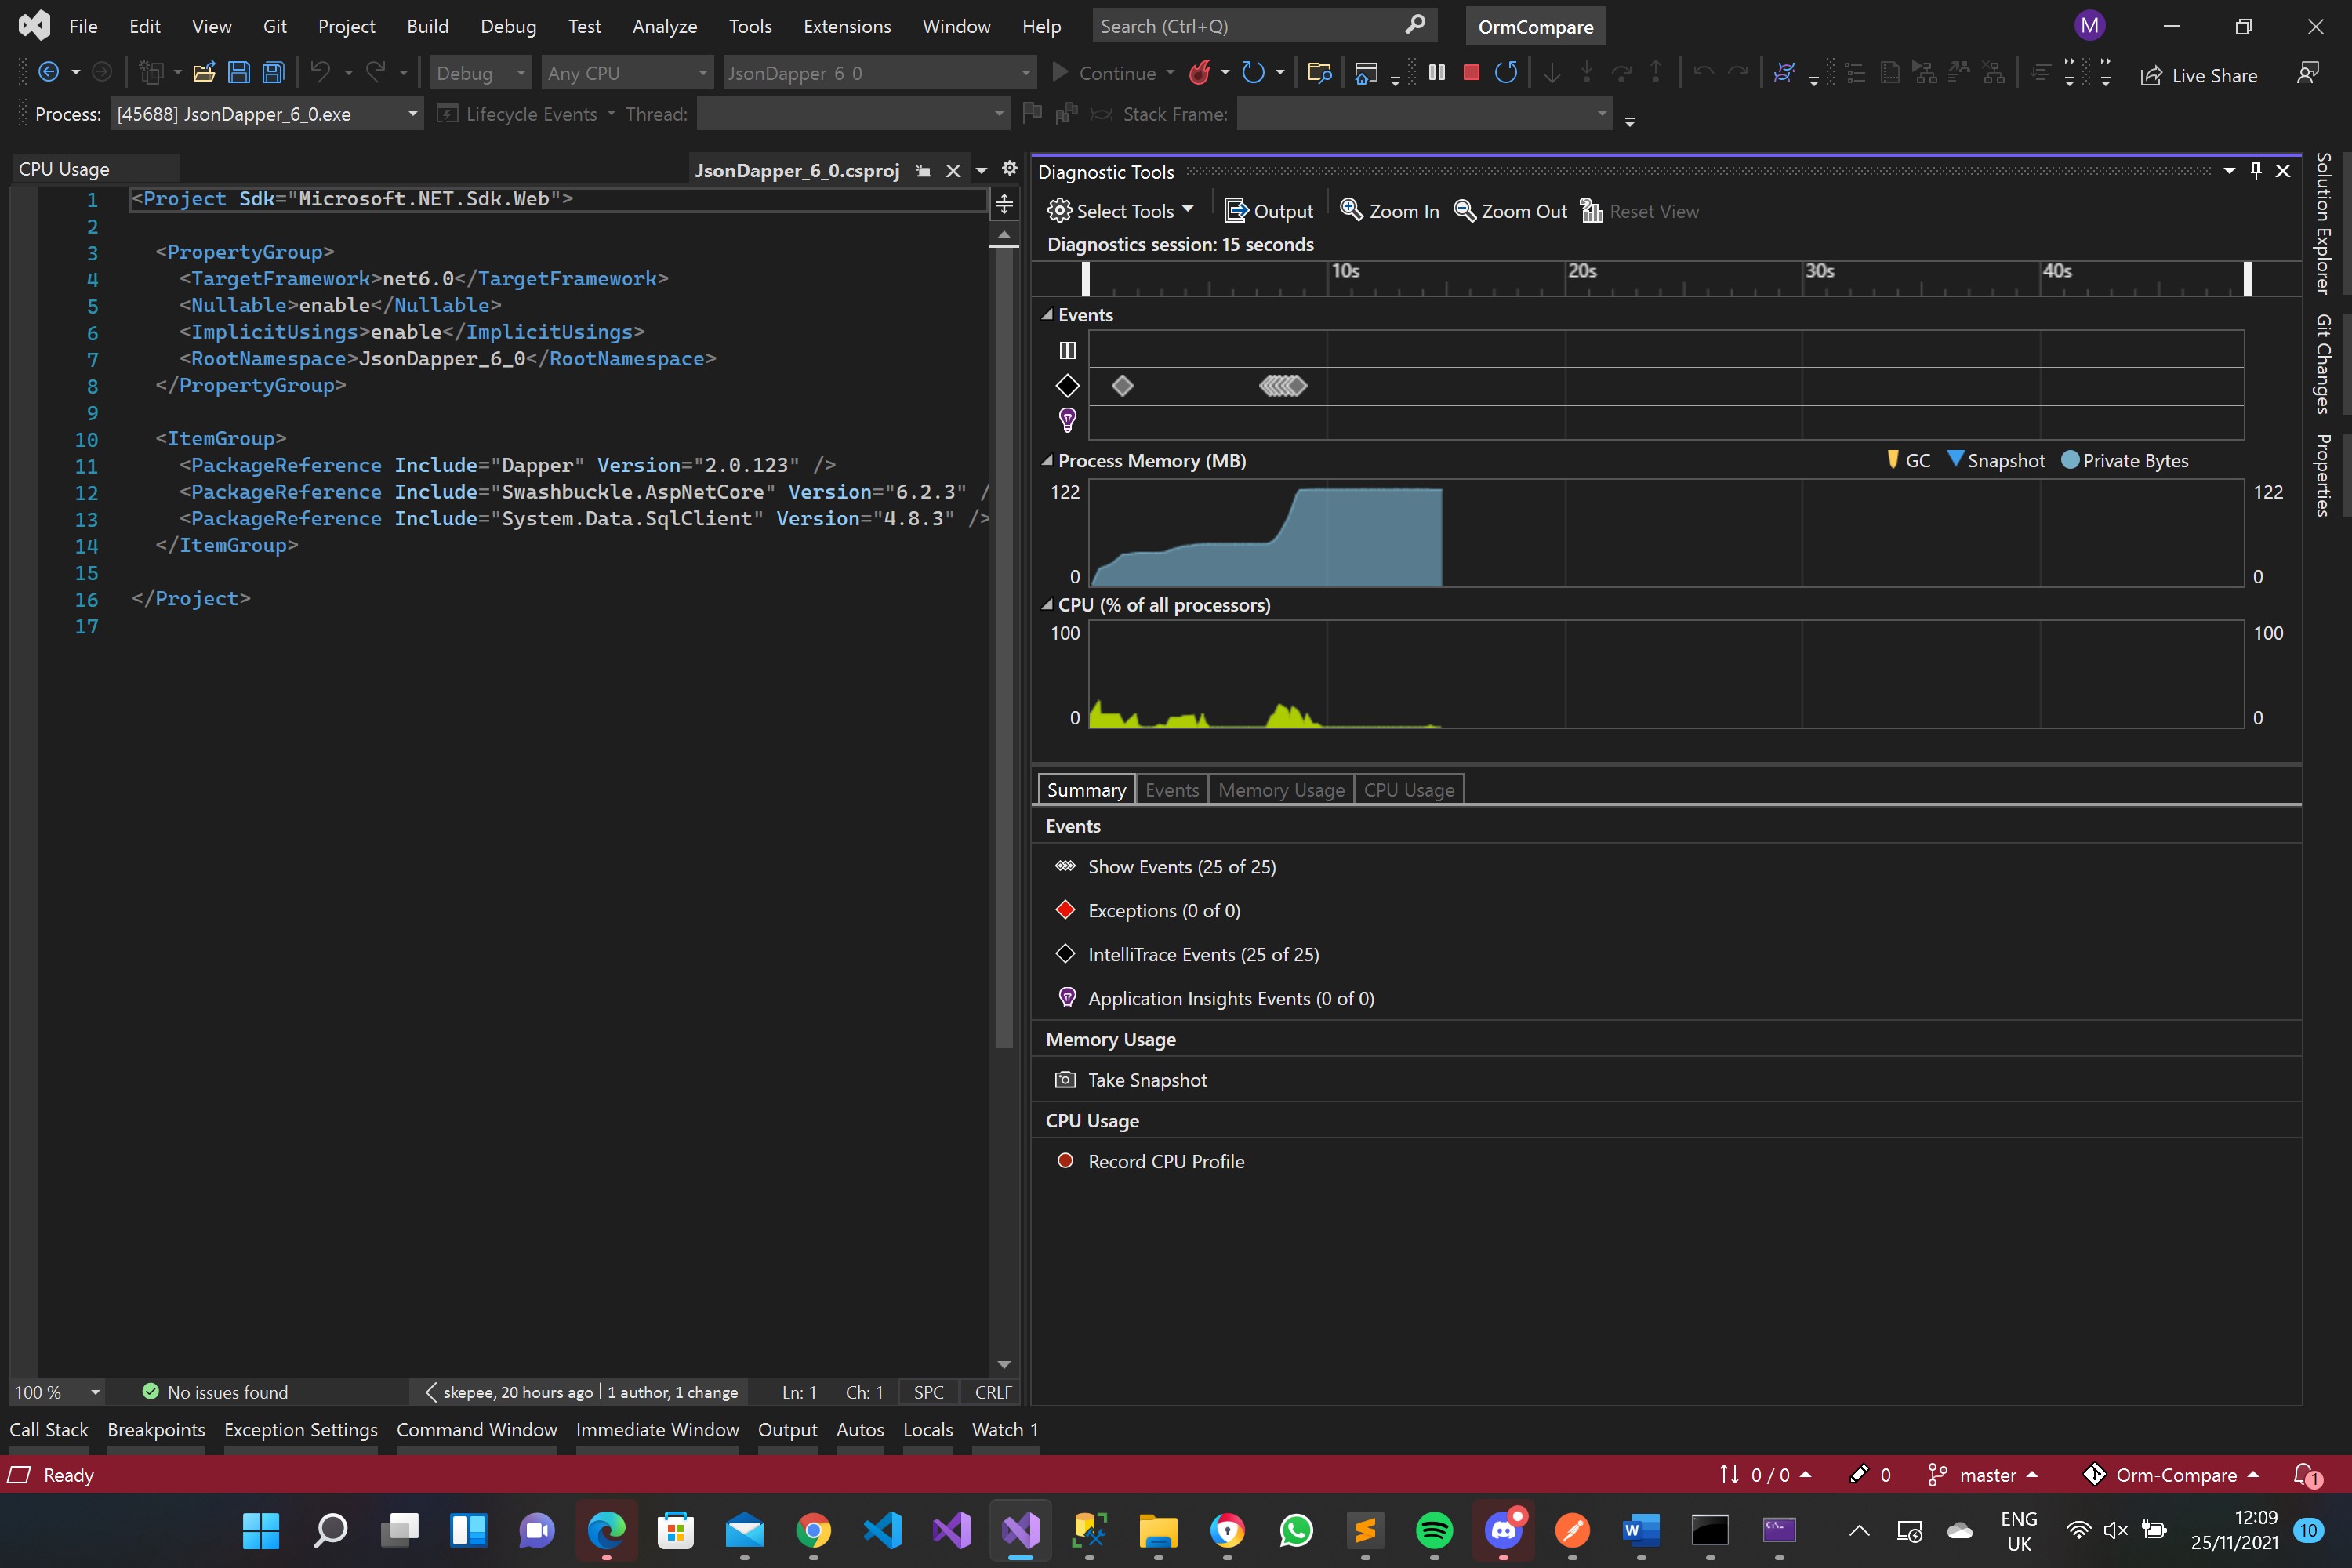 File Edit View Git Project Build Debug Test Analyze Tools Extensions Window Help Search (Ctrl+Q) OrmCompare M
Debug Any CPU JsonDapper_6_0 Continue Live Share
Process: [45688] JsonDapper_6_0.exe Lifecycle Events Thread: Stack Frame:
CPU Usage JsonDapper_6_0.csproj
1 <Project Sdk="Microsoft.NET.Sdk.Web">
2
3 <PropertyGroup>
4 <TargetFramework>net6.0</TargetFramework>
5 <Nullable>enable</Nullable>
6 <ImplicitUsings>enable</ImplicitUsings>
7 <RootNamespace>JsonDapper_6_0</RootNamespace>
8 </PropertyGroup>
9
10 <ItemGroup>
11 <PackageReference Include="Dapper" Version="2.0.123" />
12 <PackageReference Include="Swashbuckle.AspNetCore" Version="6.2.3" /
13 <PackageReference Include="System.Data.SqlClient" Version="4.8.3" />
14 </ItemGroup>
15
16 </Project>
17
100 % No issues found skepee, 20 hours ago | 1 author, 1 change Ln: 1 Ch: 1 SPC CRLF
Diagnostic Tools
Select Tools Output Zoom In Zoom Out Reset View
Diagnostics session: 15 seconds
10s 20s 30s 40s
Events
Process Memory (MB) GC Snapshot Private Bytes
122 122
0 0
CPU (% of all processors)
100 100
0 0
Summary Events Memory Usage CPU Usage
Events
Show Events (25 of 25)
Exceptions (0 of 0)
IntelliTrace Events (25 of 25)
Application Insights Events (0 of 0)
Memory Usage
Take Snapshot
CPU Usage
Record CPU Profile
Solution Explorer
Git Changes
Properties
Call Stack Breakpoints Exception Settings Command Window Immediate Window Output Autos Locals Watch 1
Ready 0 / 0 0 master Orm-Compare 1
W C:\. ENG 12:09
UK 25/11/2021 10